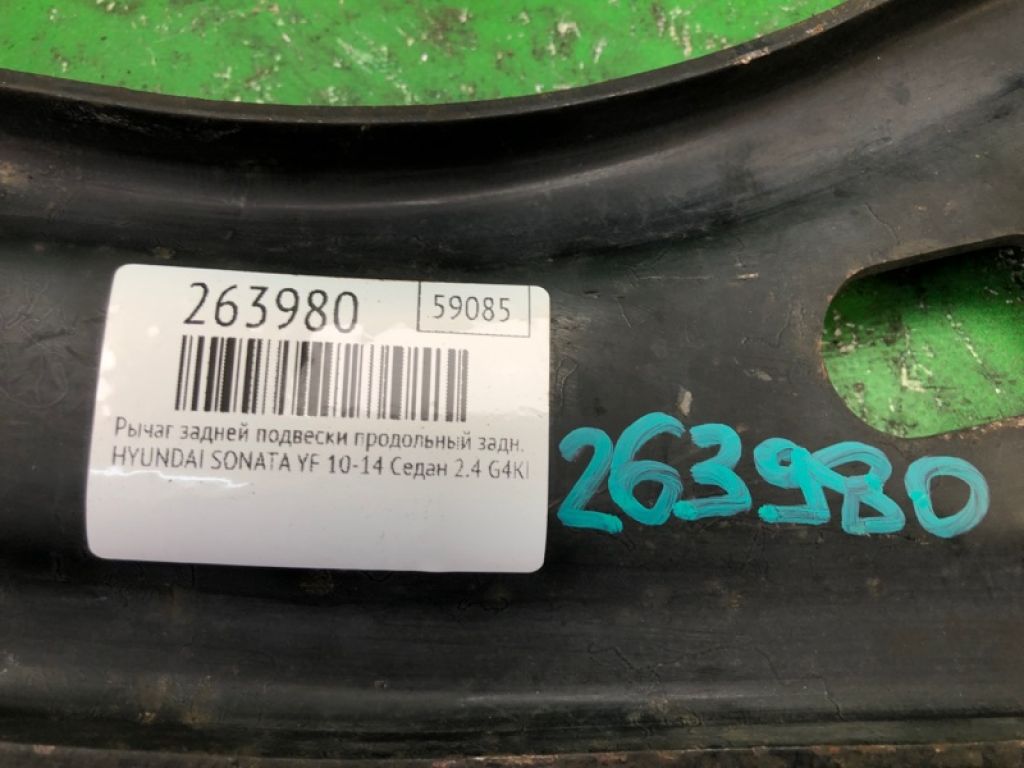 263980
59085
Рычаг задней подвески продольный задн.
HYUNDAI SONATA YF 10-14 Седан 2.4 G4KI
263980